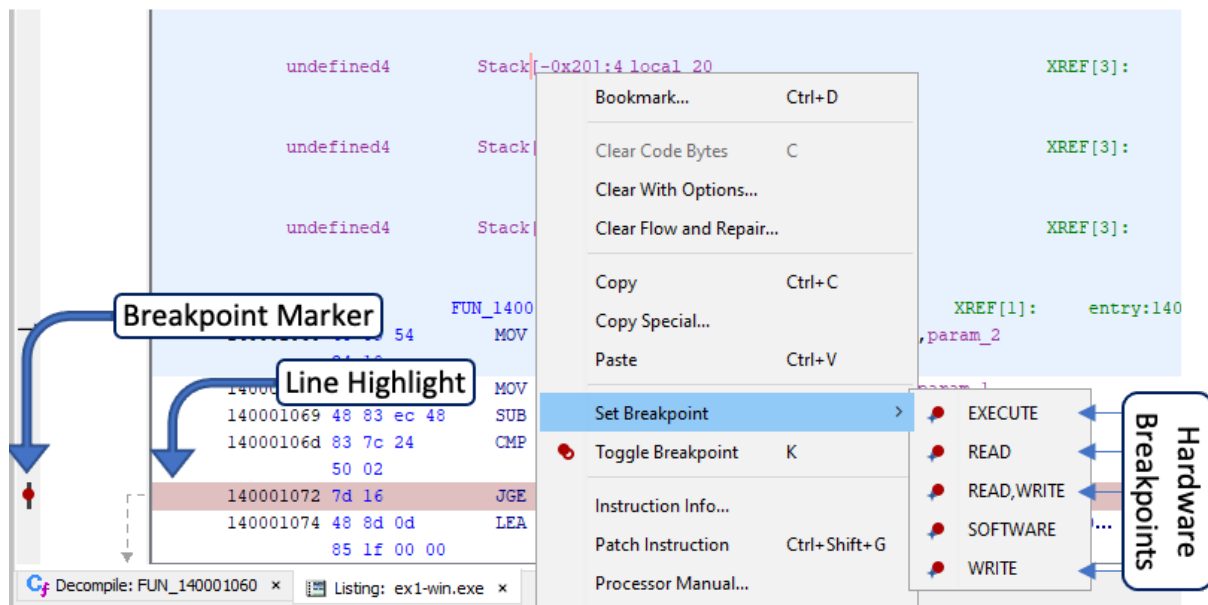 undefined4 Stack[-0x20]:4 local_20 XREF[3]:
Bookmark... Ctrl+D
undefined4 Stack[ XREF[3]:
Clear Code Bytes C
Clear With Options...
undefined4 Stack[ XREF[3]:
Clear Flow and Repair...
Copy Ctrl+C
FUN_1400 XREF[1]: entry:140
Breakpoint Marker
Copy Special...
54 MOV ,param_2
Paste Ctrl+V
Line Highlight
MOV
Set Breakpoint >
EXECUTE
140001069 48 83 ec 48 SUB
14000106d 83 7c 24 CMP
50 02
Toggle Breakpoint K
READ
Hardware
Breakpoints
140001072 7d 16 JGE
READ,WRITE
Instruction Info...
140001074 48 8d 0d LEA
SOFTWARE
...
85 1f 00 00
Patch Instruction Ctrl+Shift+G
WRITE
Processor Manual...
Decompile: FUN_140001060 ×
Listing: ex1-win.exe ×